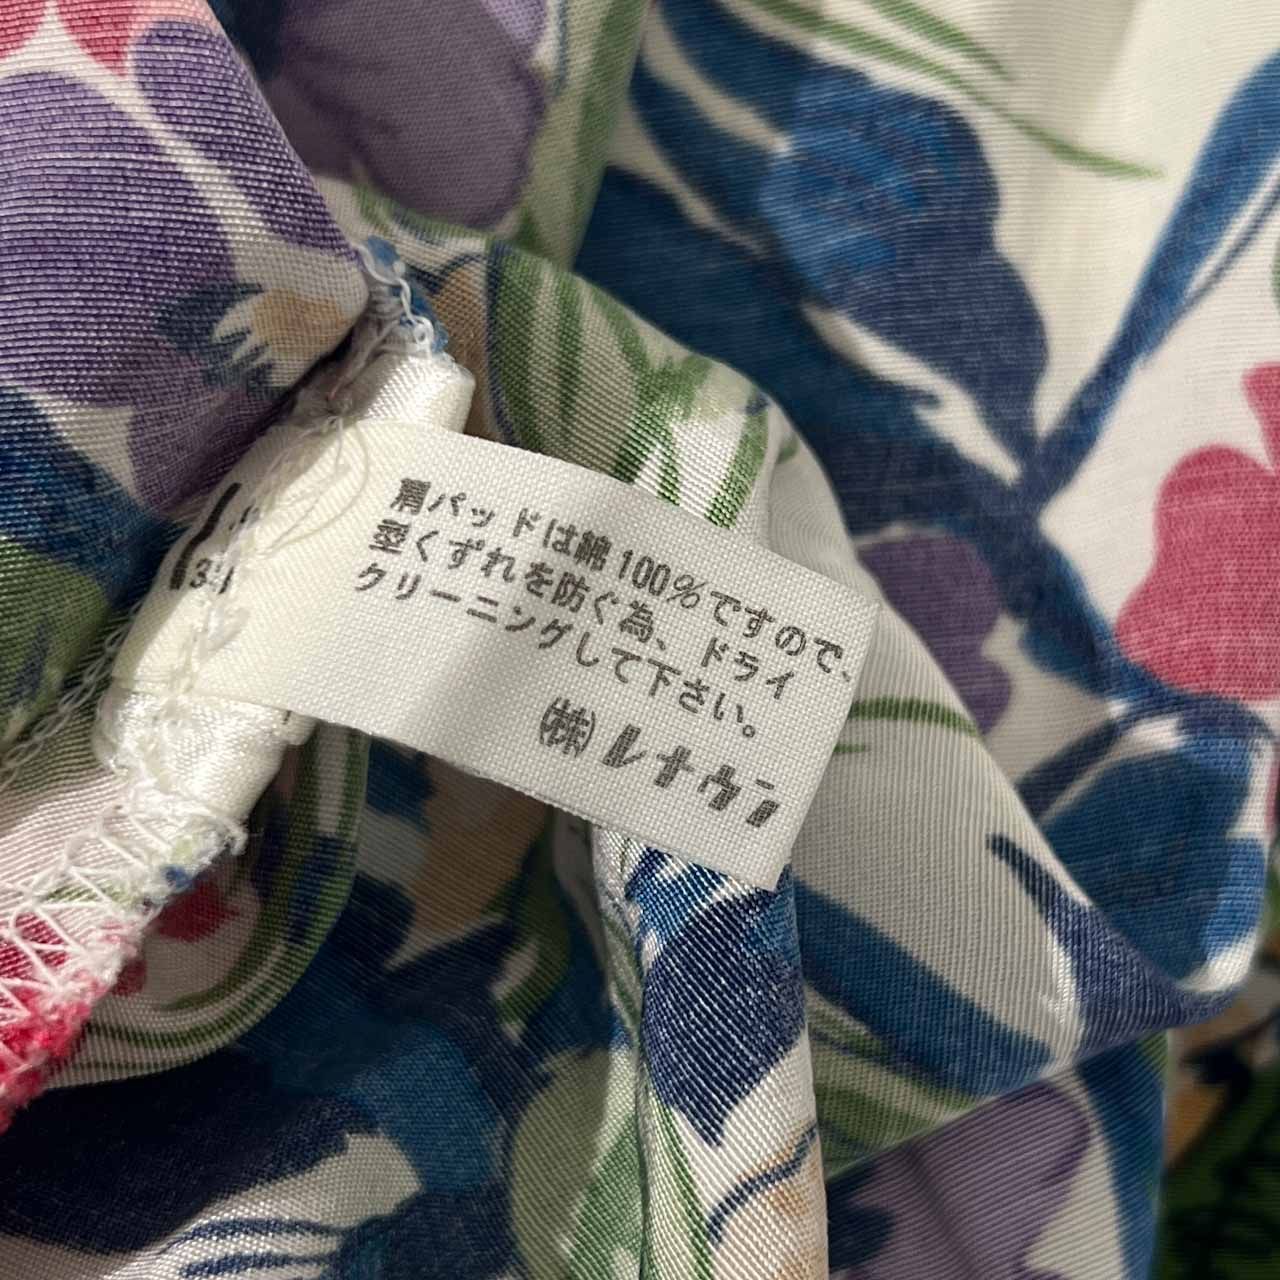 肩パッドは綿100%ですので、
型くずれを防ぐ為、ドライ
クリーニングして下さい。
㈱レナウン